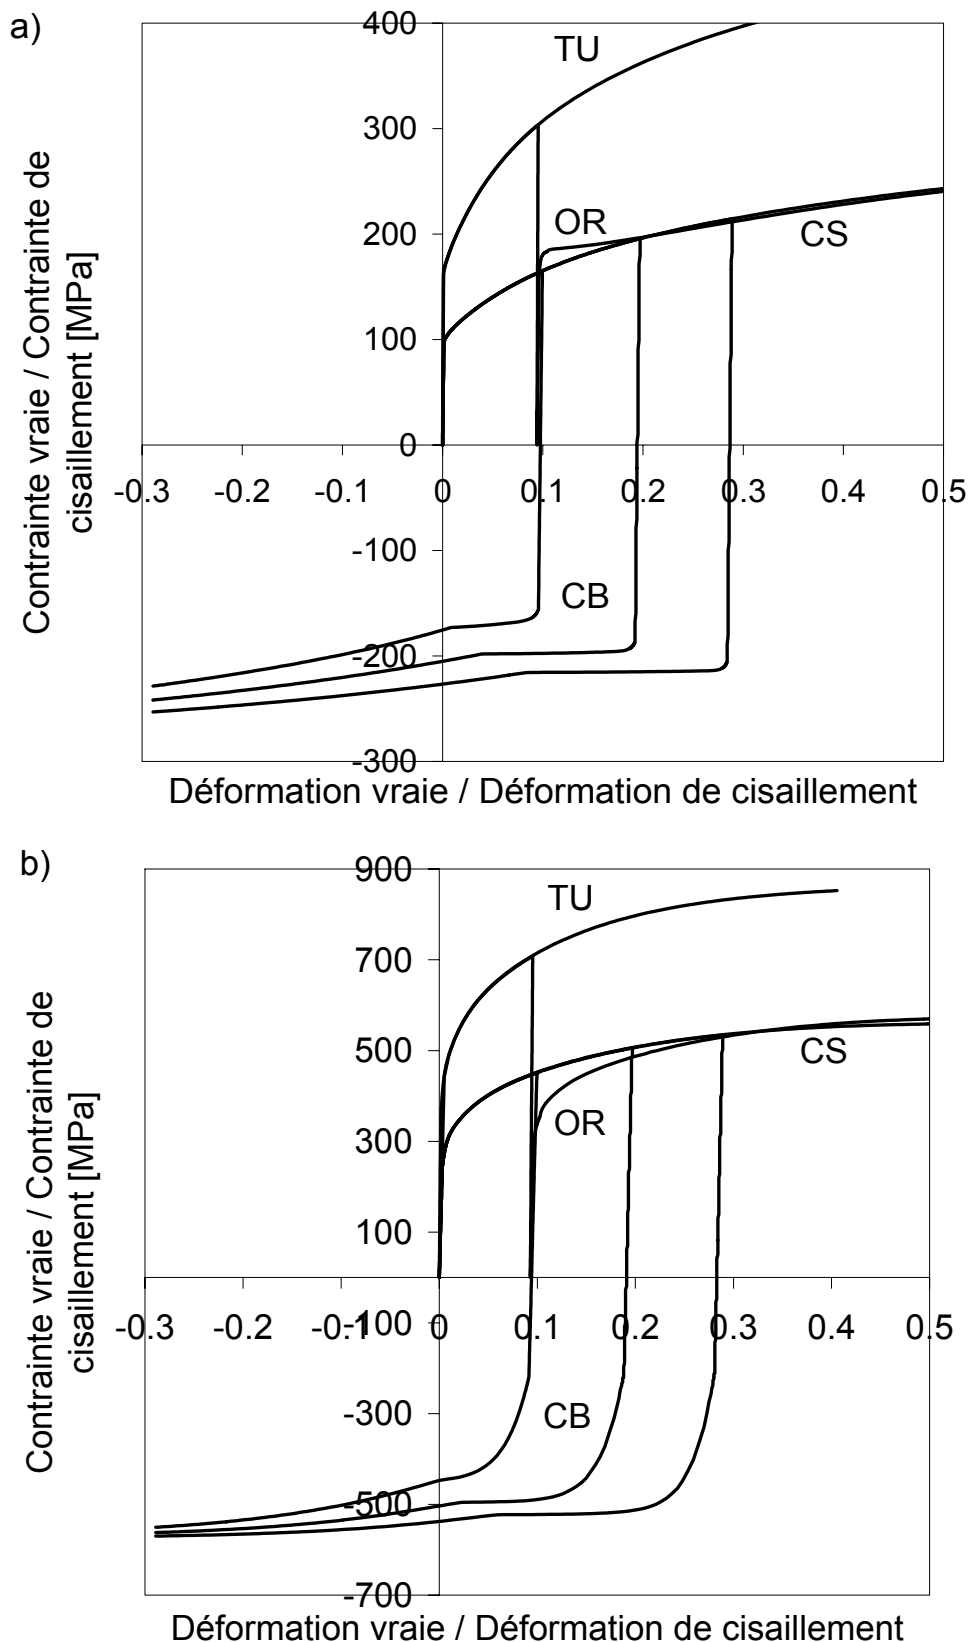 a)
400
TU
300
OR
200
CS
100
0
-0.3 -0.2 -0.1 0 0.1 0.2 0.3 0.4 0.5
-100
CB
-200
-300
Contrainte vraie / Contrainte de
cisaillement [MPa]
Déformation vraie / Déformation de cisaillement
b)
900
TU
700
500
CS
OR
300
100
-100
-0.3 -0.2 -0.1 0 0.1 0.2 0.3 0.4 0.5
-300
CB
-500
-700
Contrainte vraie / Contrainte de
cisaillement [MPa]
Déformation vraie / Déformation de cisaillement